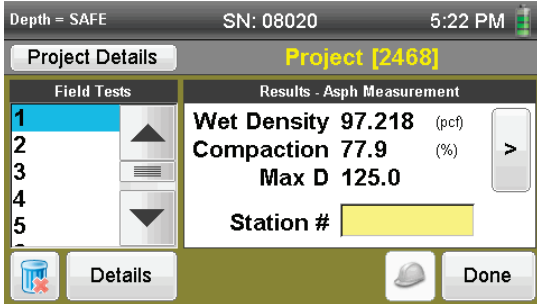 Depth = SAFE SN: 08020 5:22 PM
Project Details Project [2468]
Field Tests
1
2
3
4
5
Results - Asph Measurement
Wet Density 97.218 (pcf)
Compaction 77.9 (%)
Max D 125.0
>
Station #
Details Done